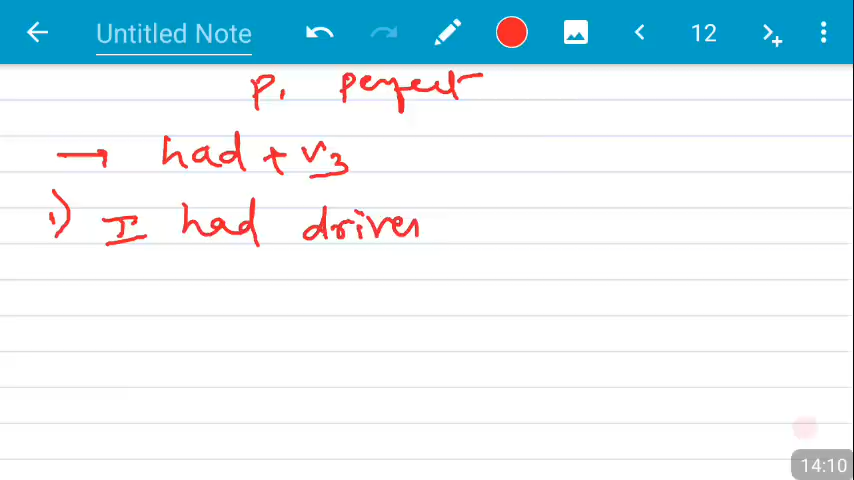 Untitled Note
12
P. perfect
→ had + v3
1) I had driven
14:10